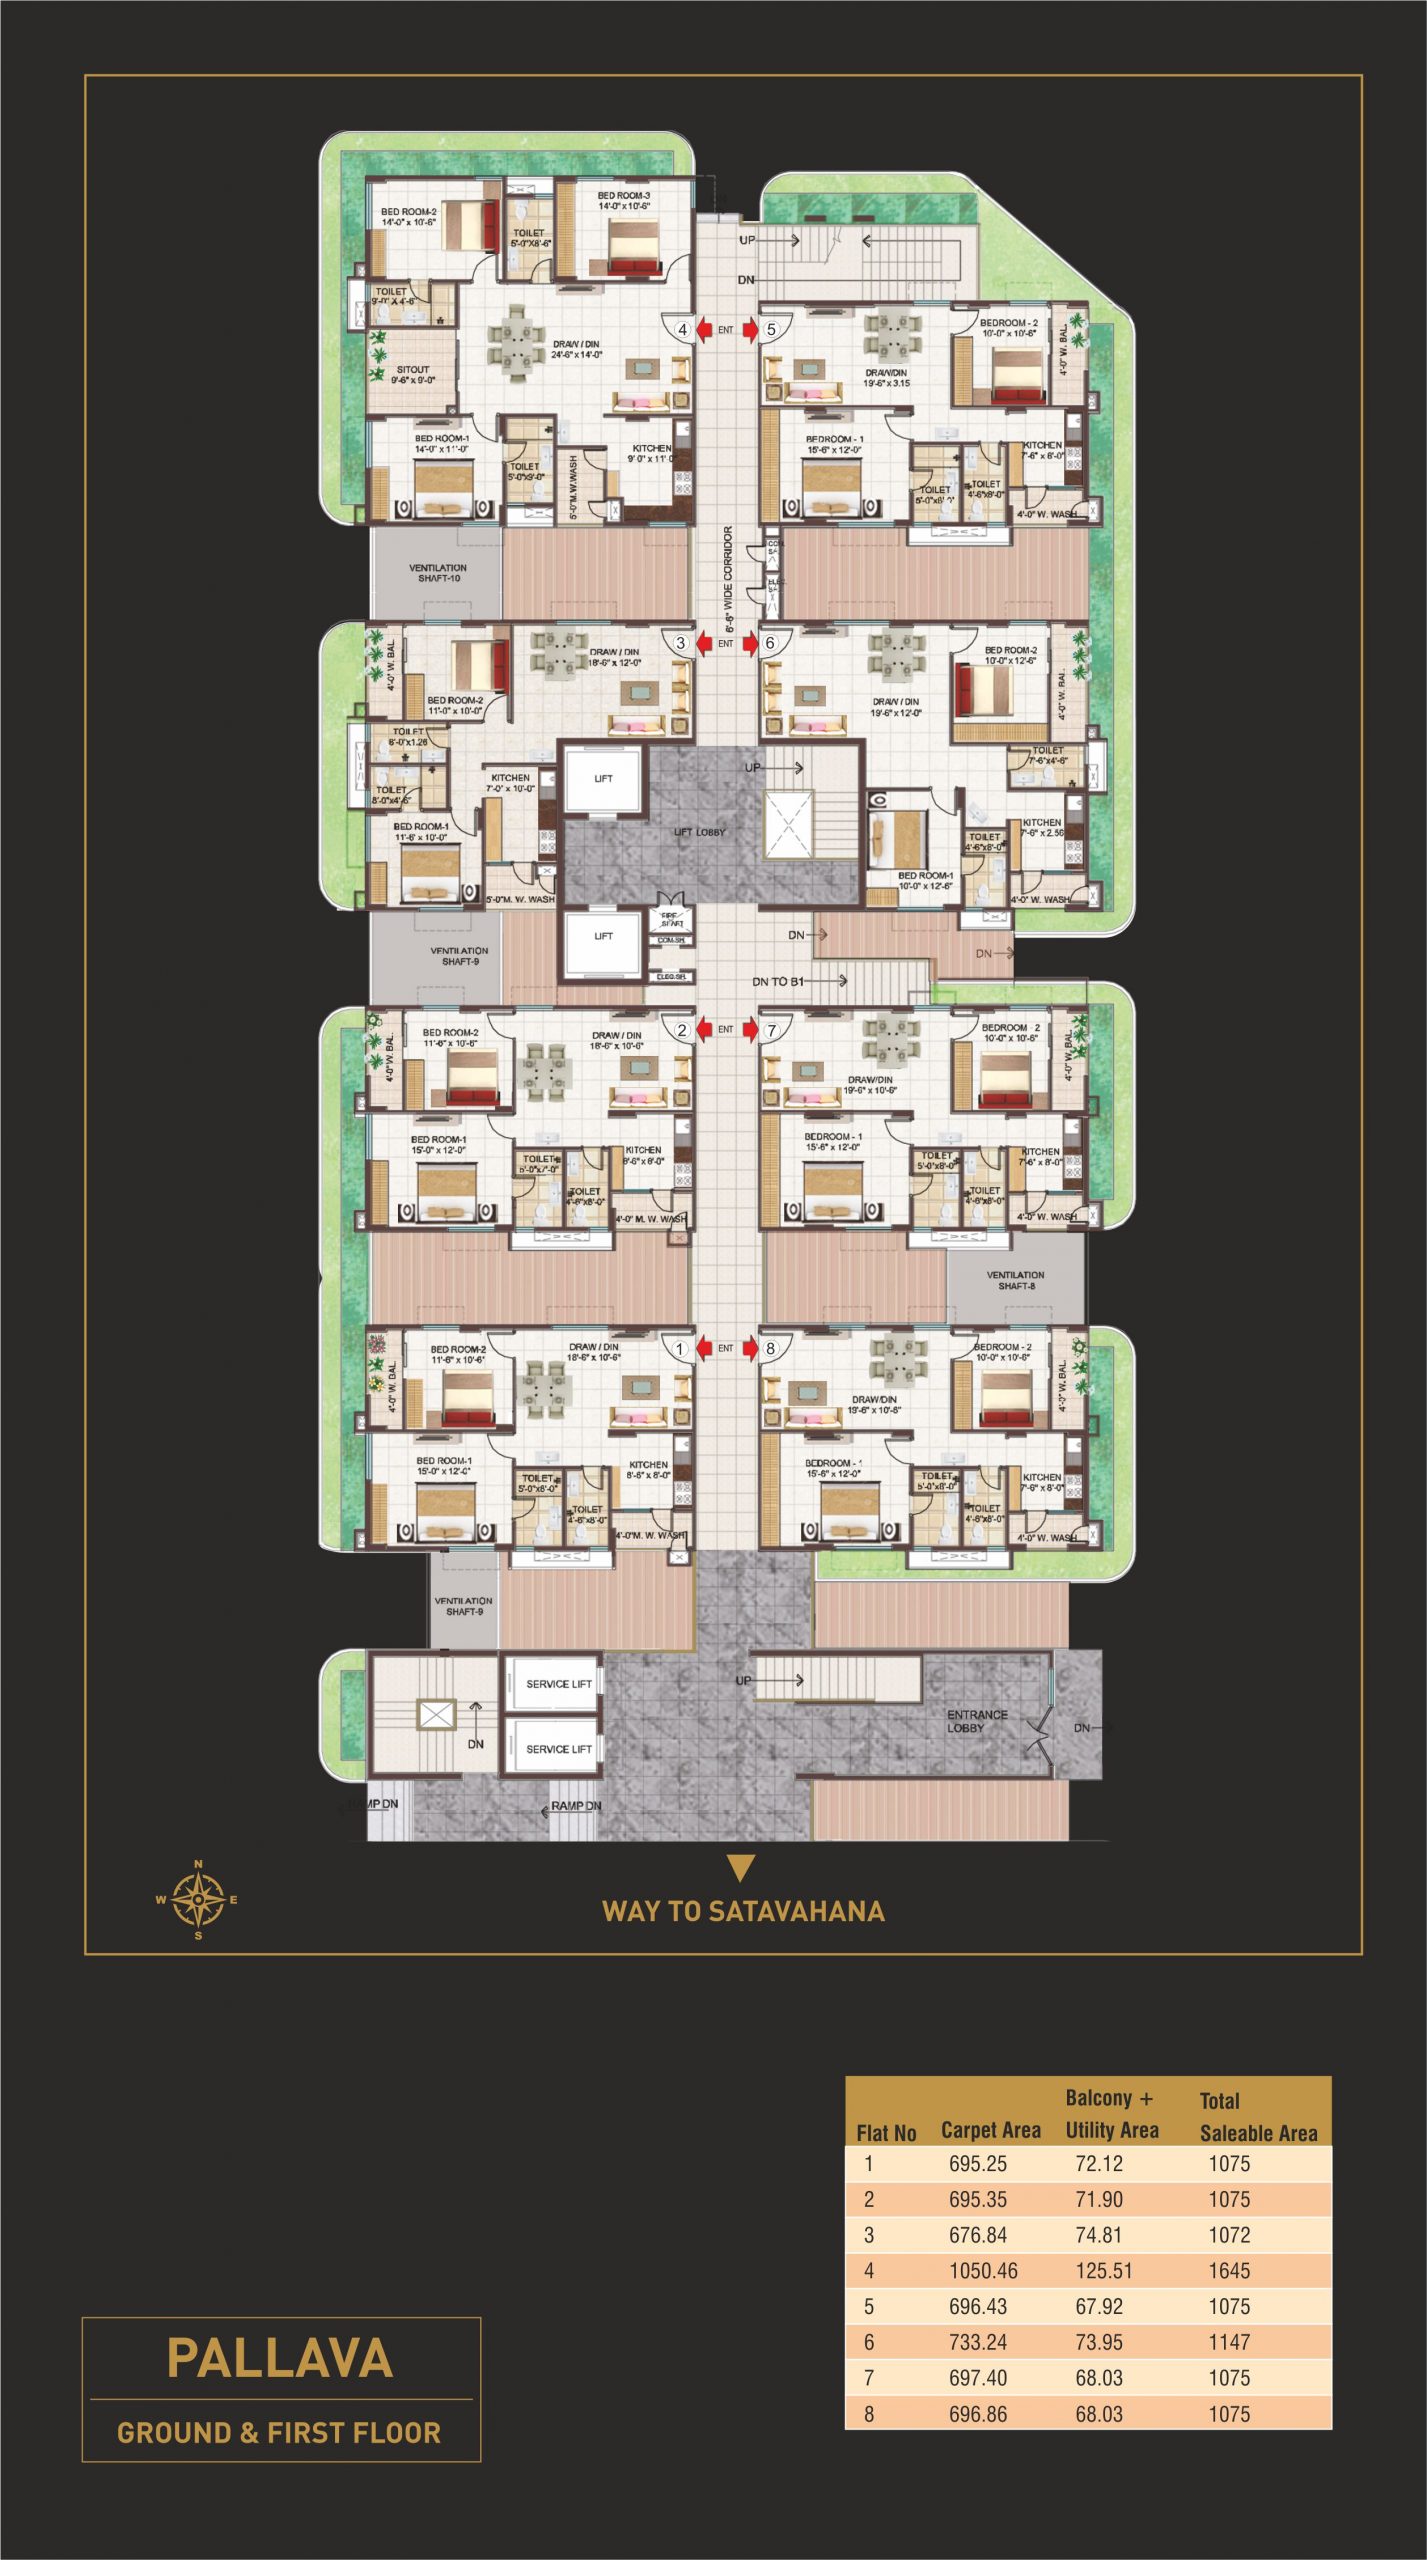 BED ROOM-2
14'-0" x 10'-6"
TOILET
5'-0"X8'-6"
BED ROOM-3
14'-0" x 10'-6"
UP
DN
TOILET
9'-0" X 4'-6"
SITOUT
9'-6" x 9'-0"
DRAW / DIN
24'-6" x 14'-0"
4
ENT
5
DRAW/DIN
19'-6" x 3.15
BEDROOM - 2
10'-0" x 10'-6"
4'-0" W. BAL.
BED ROOM-1
14'-0" x 11'-0"
TOILET
5'-0"x9'-0"
5'-0"M.W.WASH
KITCHEN
9'-0" x 11'-0"
BEDROOM - 1
15'-6" x 12'-0"
TOILET
5'-0"x8'-0"
TOILET
4'-6"x8'-0"
KITCHEN
7'-6" x 8'-0"
4'-0" W. WASH
VENTILATION
SHAFT-10
6'-6" WIDE CORRIDOR
4'-0" W. BAL.
BED ROOM-2
11'-0" x 10'-0"
DRAW / DIN
18'-6" x 12'-0"
3
ENT
6
DRAW / DIN
19'-6" x 12'-0"
BED ROOM-2
10'-0" x 12'-6"
4'-0" W. BAL.
TOILET
8'-0"x1.26
TOILET
8'-0"x4'-6"
KITCHEN
7'-0" x 10'-0"
LIFT
UP
LIFT LOBBY
TOILET
7'-6"x4'-6"
KITCHEN
7'-6" x 2.56
TOILET
4'-6"x8'-0"
BED ROOM-1
11'-6' x 10'-0"
5'-0"M. W. WASH
BED ROOM-1
10'-0" x 12'-6"
4'-0" W. WASH
VENTILATION
SHAFT-9
LIFT
FIRE
SHAFT
COM.SH.
ELEC.SH.
DN
DN
DN TO B1
4'-0" W. BAL.
BED ROOM-2
11'-6" x 10'-6"
DRAW / DIN
18'-6" x 10'-6"
2
ENT
7
DRAW/DIN
19'-6" x 10'-6"
BEDROOM - 2
10'-0" x 10'-6"
4'-0" W. BAL.
BED ROOM-1
15'-0" x 12'-0"
TOILET
TOILET
4'-6"x8'-0"
KITCHEN
8'-6" x 8'-0"
4'-0" M. W. WASH
BEDROOM - 1
15'-6" x 12'-0"
TOILET
5'-0"x8'-0"
TOILET
4'-6"x8'-0"
KITCHEN
7'-6" x 8'-0"
4'-0" W. WASH
VENTILATION
SHAFT-8
4'-0" W. BAL.
BED ROOM-2
11'-6" x 10'-6"
DRAW / DIN
18'-6" x 10'-6"
1
ENT
8
DRAW/DIN
19'-6" x 10'-6"
BEDROOM - 2
10'-0" x 10'-6"
4'-0" W. BAL.
BED ROOM-1
15'-0" x 12'-0"
TOILET
5'-0"x8'-0"
TOILET
4'-6"x8'-0"
KITCHEN
8'-6" x 8'-0"
4'-0"M. W. WASH
BEDROOM - 1
15'-6" x 12'-0"
TOILET
5'-0"x8'-0"
TOILET
4'-6"x8'-0"
KITCHEN
7'-6" x 8'-0"
4'-0" W. WASH
VENTILATION
SHAFT-9
SERVICE LIFT
SERVICE LIFT
DN
UP
ENTRANCE
LOBBY
DN
RAMP DN
RAMP DN
WAY TO SATAVAHANA
N
W E
S
Flat No Carpet Area Balcony + Utility Area Total Saleable Area
1 695.25 72.12 1075
2 695.35 71.90 1075
3 676.84 74.81 1072
4 1050.46 125.51 1645
5 696.43 67.92 1075
6 733.24 73.95 1147
7 697.40 68.03 1075
8 696.86 68.03 1075
PALLAVA
GROUND & FIRST FLOOR